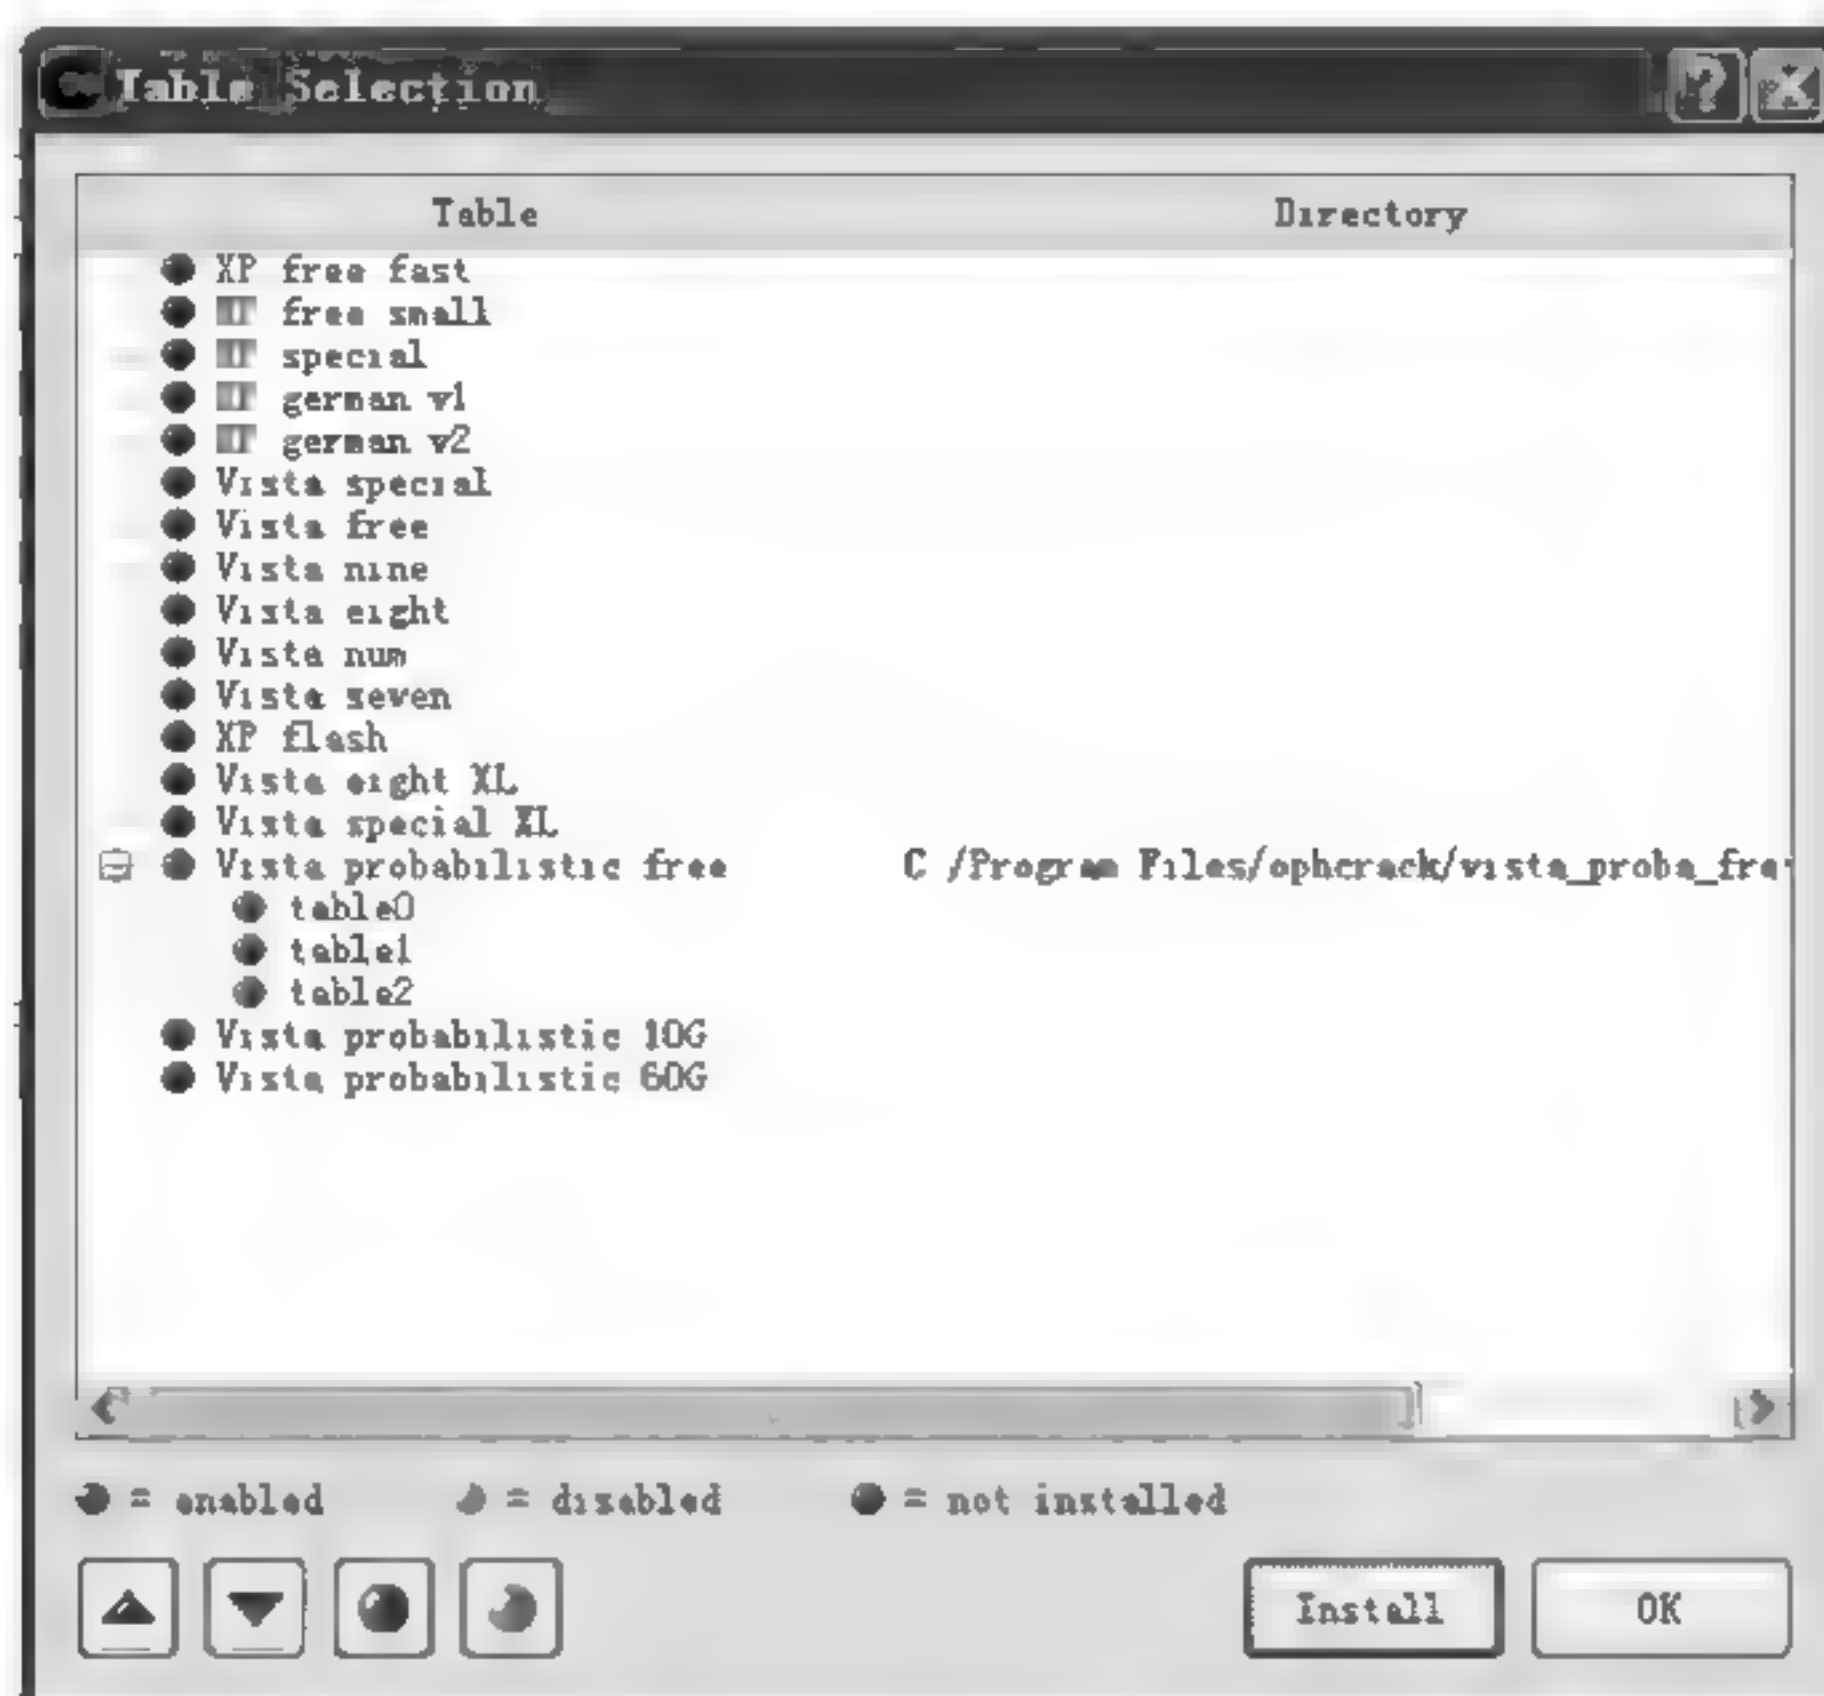 Table Selection
Table Directory
XP free fast
free small
special
german v1
german v2
Vista special
Vista free
Vista nine
Vista eight
Vista num
Vista seven
XP flash
Vista eight XL
Vista special XL
Vista probabilistic free C /Program Files/ophcrack/vista_proba_fre
table0
table1
table2
Vista probabilistic 10G
Vista probabilistic 60G
= enabled = disabled = not installed
Install OK